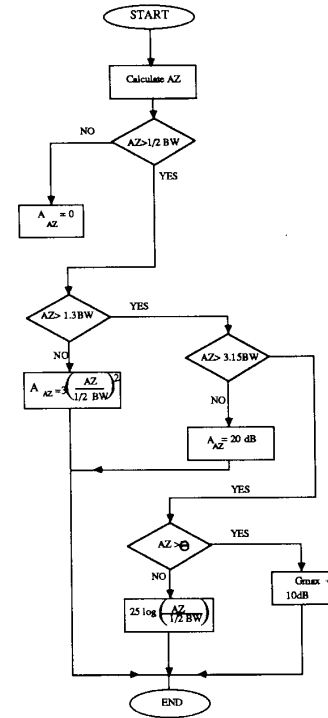 START
Calculate AZ
NO
AZ>1/2 BW
YES
A AZ = 0
AZ> 1.3BW
YES
NO
AZ> 3.15BW
A AZ =3(AZ / 1/2 BW)2
NO
A AZ = 20 dB
YES
AZ >Θ
YES
NO
Gmax +
10dB
25 log (AZ / 1/2 BW)
END